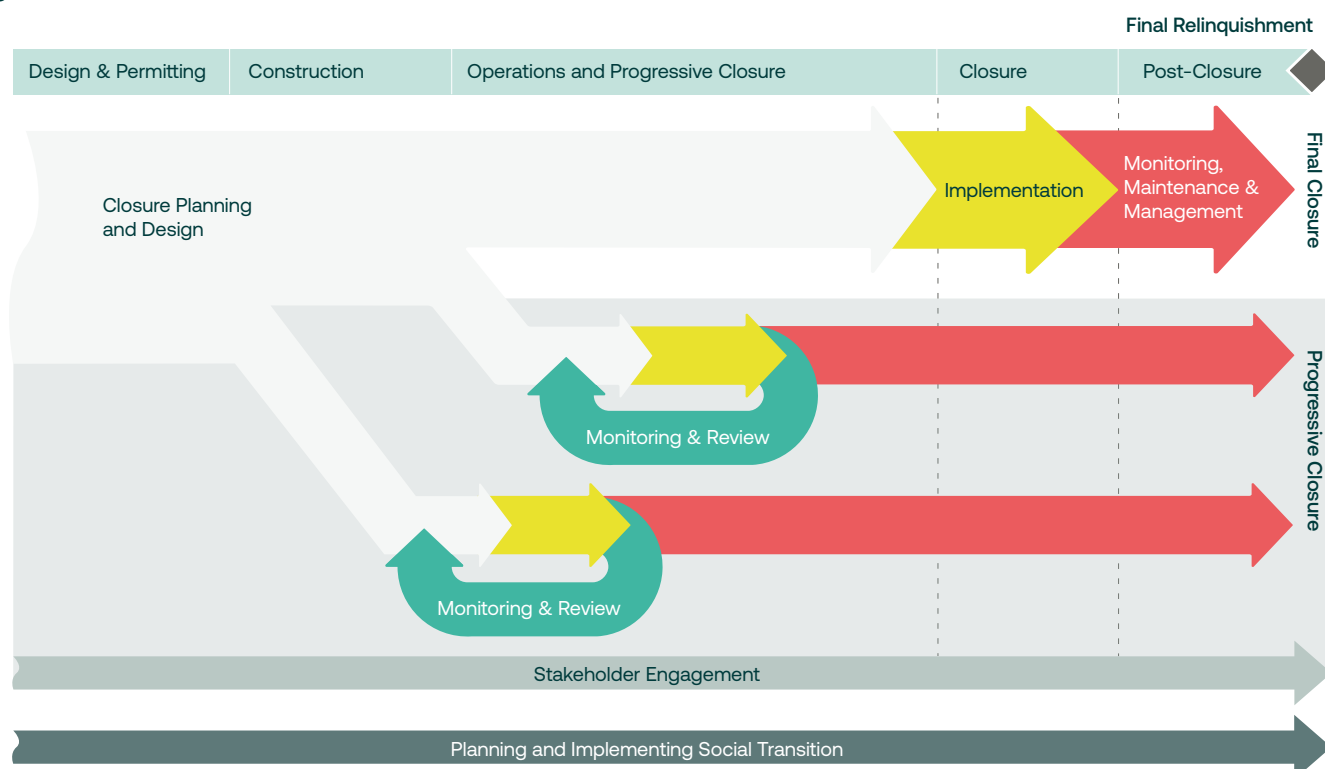 Final Relinquishment
Design & Permitting
Construction
Operations and Progressive Closure
Closure
Post-Closure
Closure Planning
and Design
Implementation
Monitoring,
Maintenance &
Management
Final Closure
Monitoring & Review
Monitoring & Review
Progressive Closure
Stakeholder Engagement
Planning and Implementing Social Transition